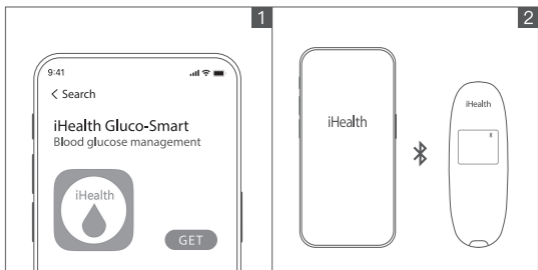 1
9:41
< Search
iHealth Gluco-Smart
Blood glucose management
iHealth
GET
2
iHealth
iHealth